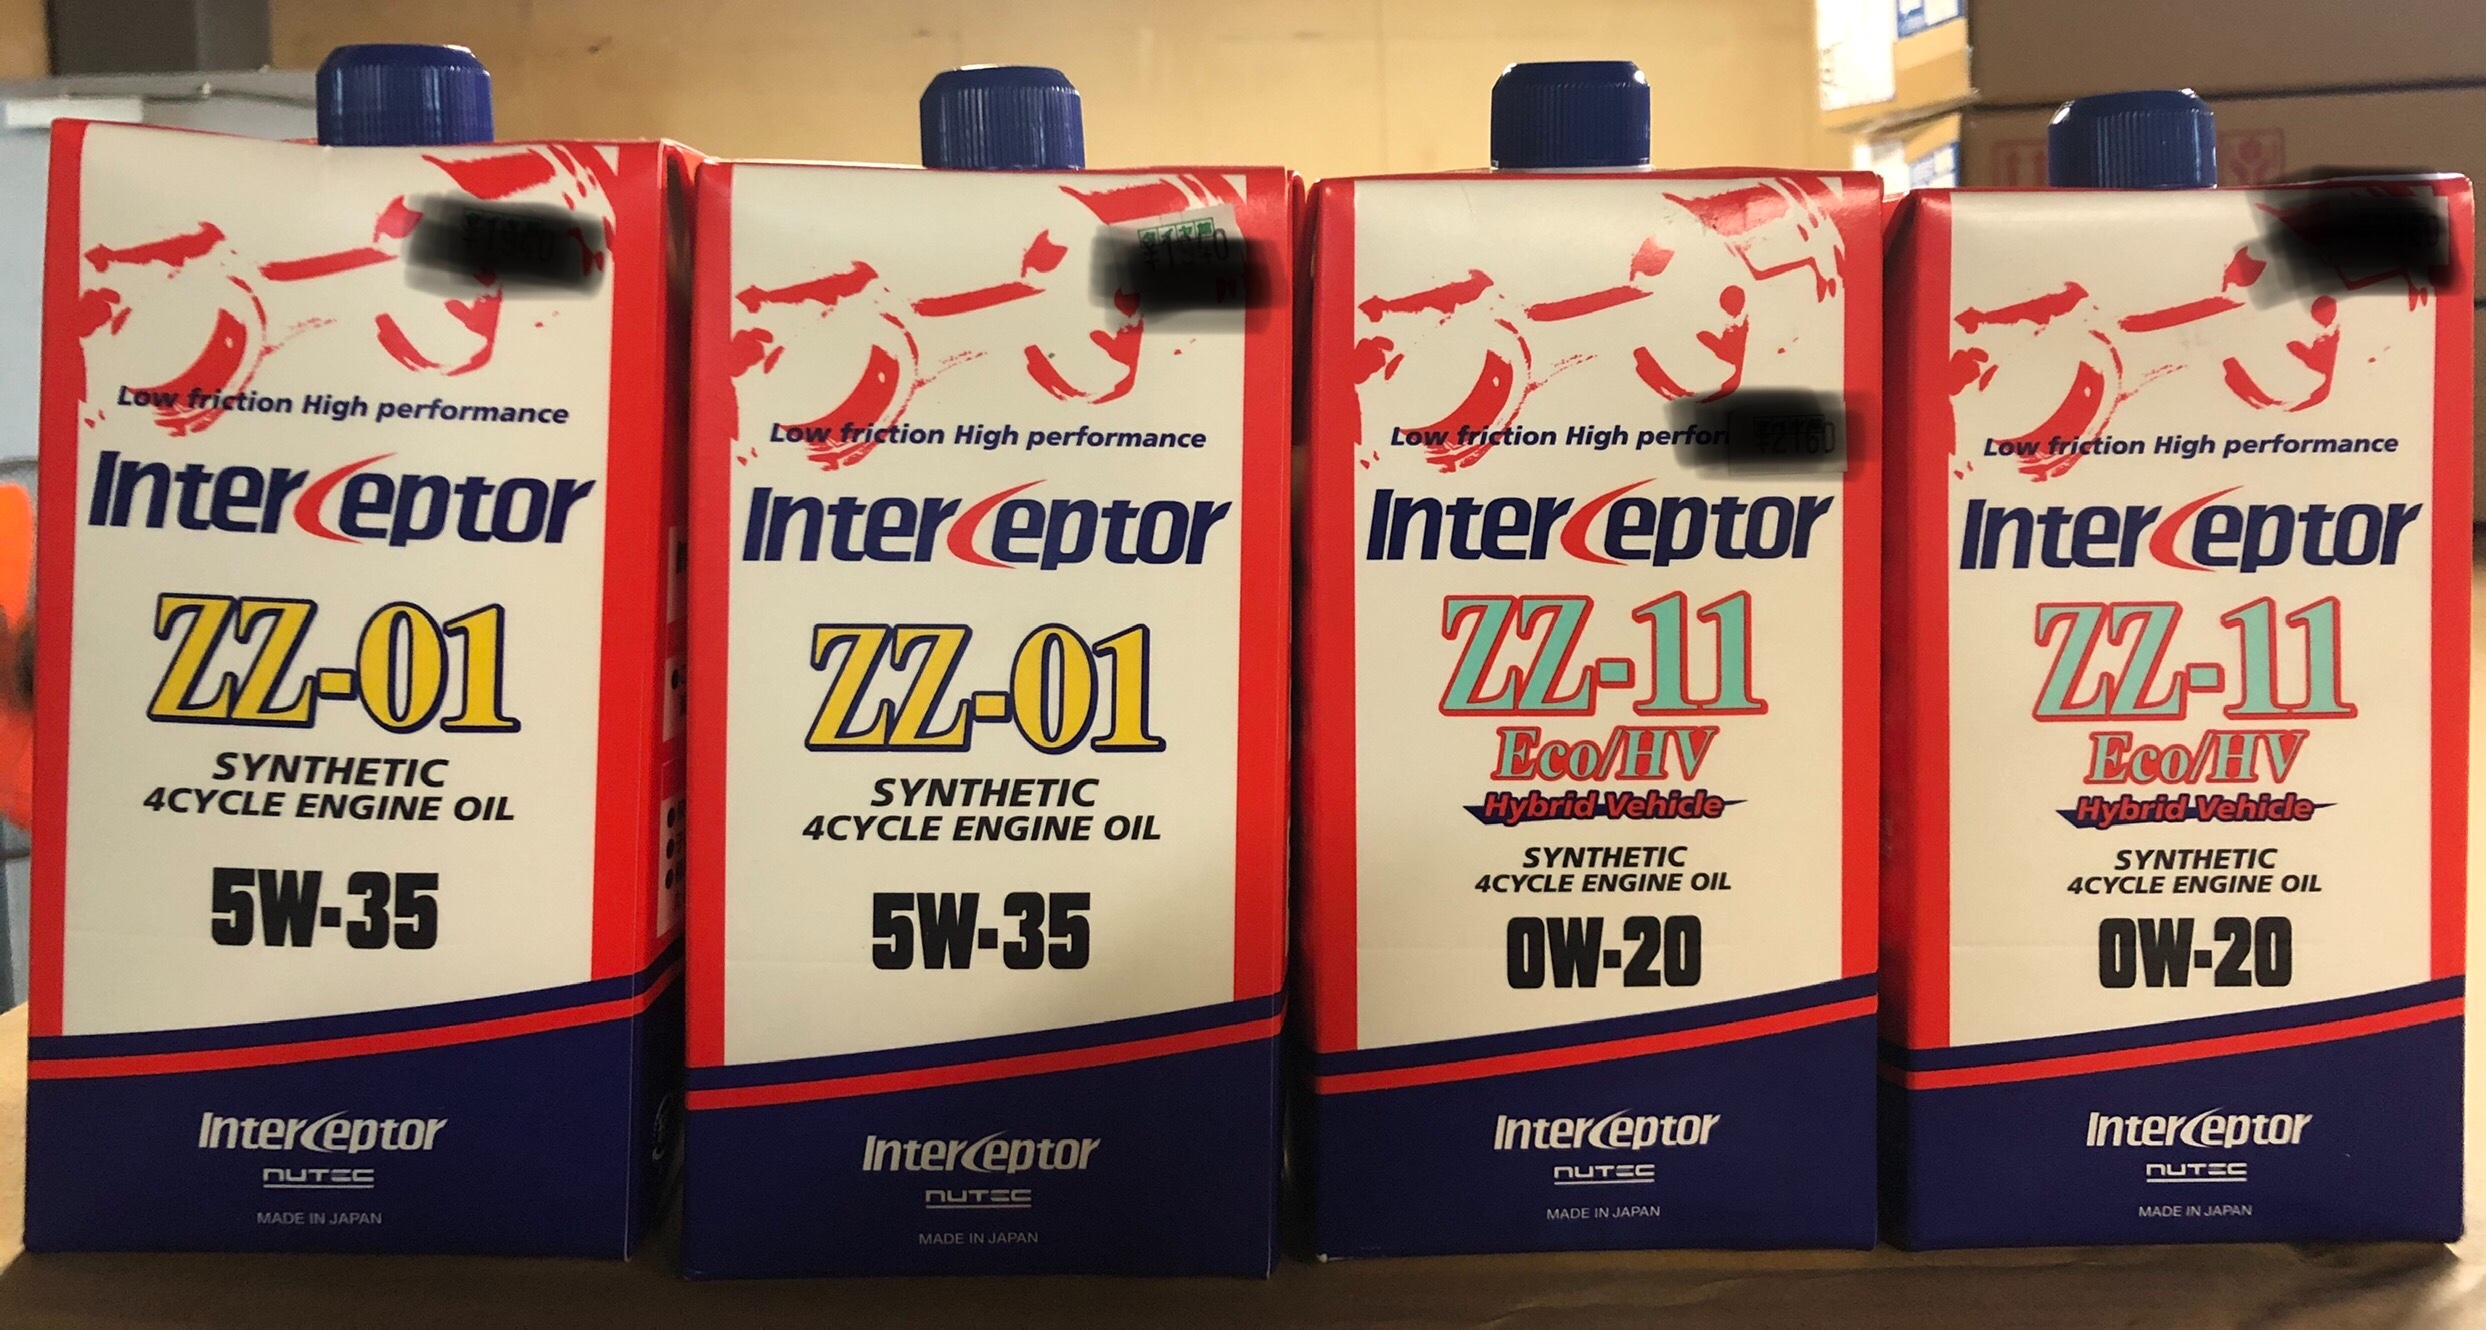 Low friction High performance
Interceptor
ZZ-01
SYNTHETIC
4CYCLE ENGINE OIL
5W-35
Interceptor
NUTEC
MADE IN JAPAN
Low friction High performance
Interceptor
ZZ-01
SYNTHETIC
4CYCLE ENGINE OIL
5W-35
Interceptor
NUTEC
MADE IN JAPAN
Low friction High perfor
¥2160
Interceptor
ZZ-11
Eco/HV
Hybrid Vehicle
SYNTHETIC
4CYCLE ENGINE OIL
0W-20
Interceptor
NUTEC
MADE IN JAPAN
Low friction High performance
Interceptor
ZZ-11
Eco/HV
Hybrid Vehicle
SYNTHETIC
4CYCLE ENGINE OIL
0W-20
Interceptor
NUTEC
MADE IN JAPAN